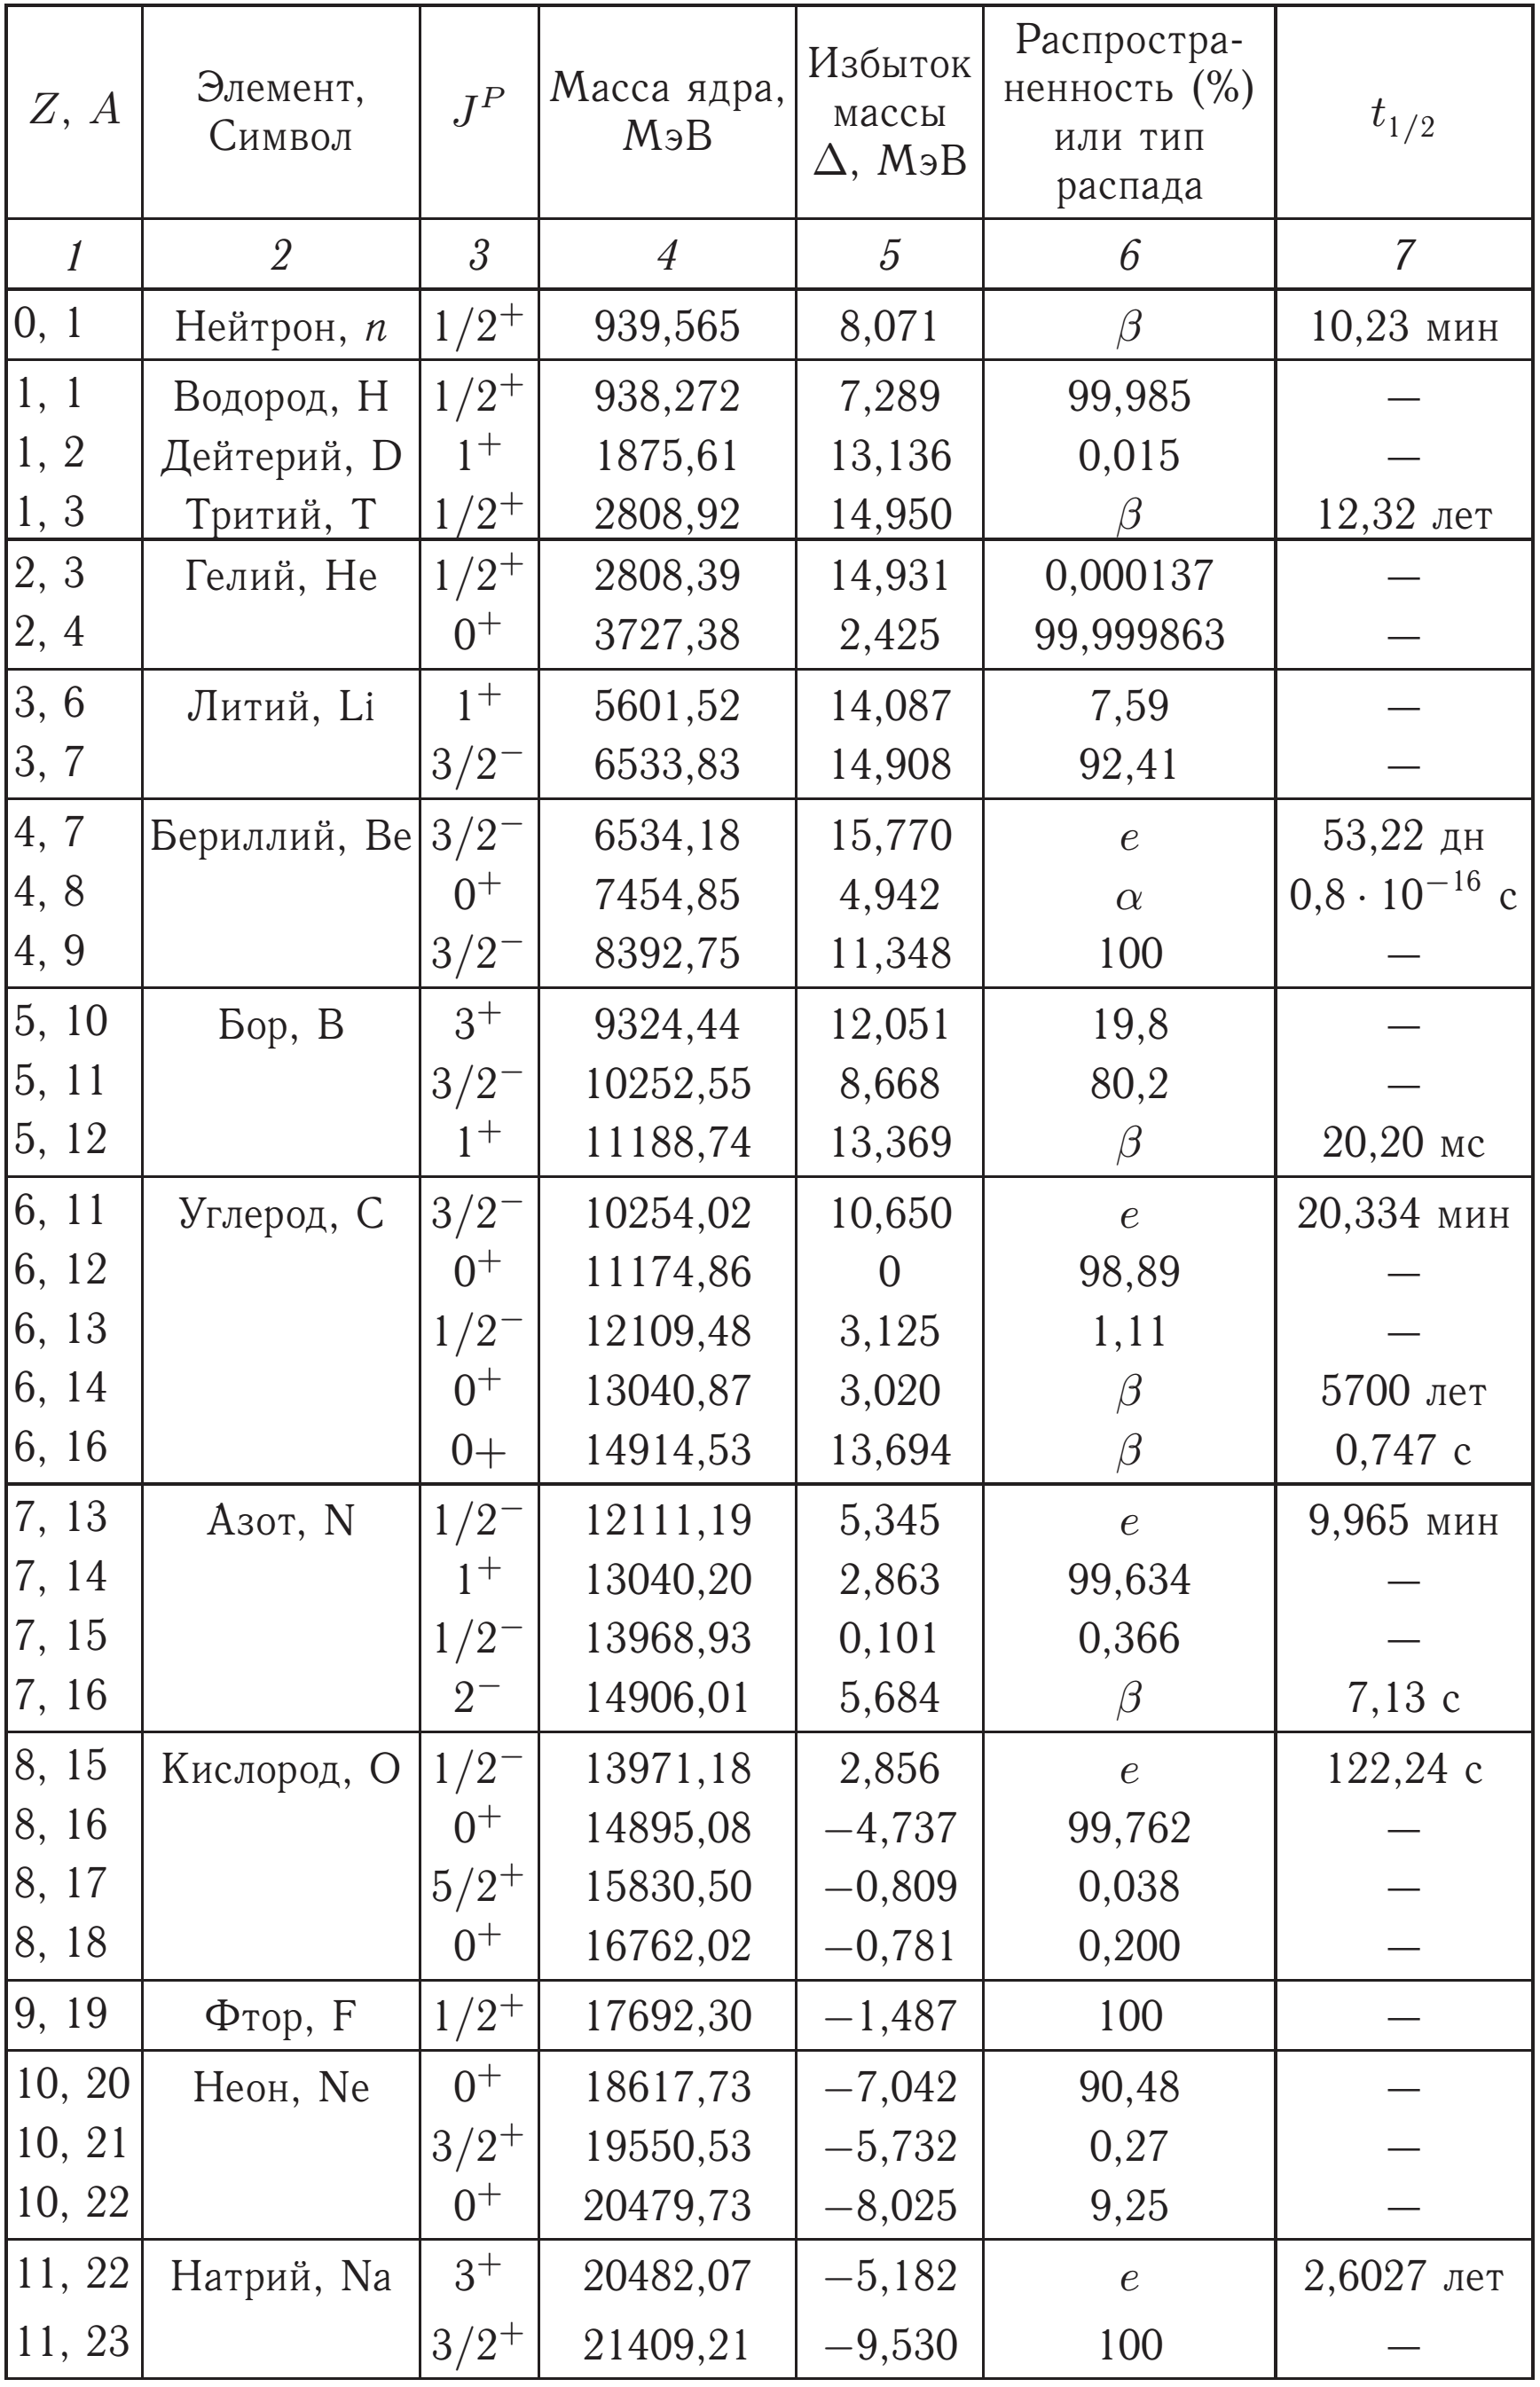 Z, A Элемент, Символ J^P Масса ядра, МэВ Избыток массы Δ, МэВ Распростра-ненность (%) или тип распада t_{1/2}
1 2 3 4 5 6 7
0, 1 Нейтрон, n 1/2⁺ 939,565 8,071 β 10,23 мин
1, 1 Водород, H 1/2⁺ 938,272 7,289 99,985 —
1, 2 Дейтерий, D 1⁺ 1875,61 13,136 0,015 —
1, 3 Тритий, T 1/2⁺ 2808,92 14,950 β 12,32 лет
2, 3 Гелий, He 1/2⁺ 2808,39 14,931 0,000137 —
2, 4 0⁺ 3727,38 2,425 99,999863 —
3, 6 Литий, Li 1⁺ 5601,52 14,087 7,59 —
3, 7 3/2⁻ 6533,83 14,908 92,41 —
4, 7 Бериллий, Be 3/2⁻ 6534,18 15,770 e 53,22 дн
4, 8 0⁺ 7454,85 4,942 α 0,8 · 10⁻¹⁶ с
4, 9 3/2⁻ 8392,75 11,348 100 —
5, 10 Бор, B 3⁺ 9324,44 12,051 19,8 —
5, 11 3/2⁻ 10252,55 8,668 80,2 —
5, 12 1⁺ 11188,74 13,369 β 20,20 мс
6, 11 Углерод, C 3/2⁻ 10254,02 10,650 e 20,334 мин
6, 12 0⁺ 11174,86 0 98,89 —
6, 13 1/2⁻ 12109,48 3,125 1,11 —
6, 14 0⁺ 13040,87 3,020 β 5700 лет
6, 16 0+ 14914,53 13,694 β 0,747 с
7, 13 Азот, N 1/2⁻ 12111,19 5,345 e 9,965 мин
7, 14 1⁺ 13040,20 2,863 99,634 —
7, 15 1/2⁻ 13968,93 0,101 0,366 —
7, 16 2⁻ 14906,01 5,684 β 7,13 с
8, 15 Кислород, O 1/2⁻ 13971,18 2,856 e 122,24 с
8, 16 0⁺ 14895,08 −4,737 99,762 —
8, 17 5/2⁺ 15830,50 −0,809 0,038 —
8, 18 0⁺ 16762,02 −0,781 0,200 —
9, 19 Фтор, F 1/2⁺ 17692,30 −1,487 100 —
10, 20 Неон, Ne 0⁺ 18617,73 −7,042 90,48 —
10, 21 3/2⁺ 19550,53 −5,732 0,27 —
10, 22 0⁺ 20479,73 −8,025 9,25 —
11, 22 Натрий, Na 3⁺ 20482,07 −5,182 e 2,6027 лет
11, 23 3/2⁺ 21409,21 −9,530 100 —